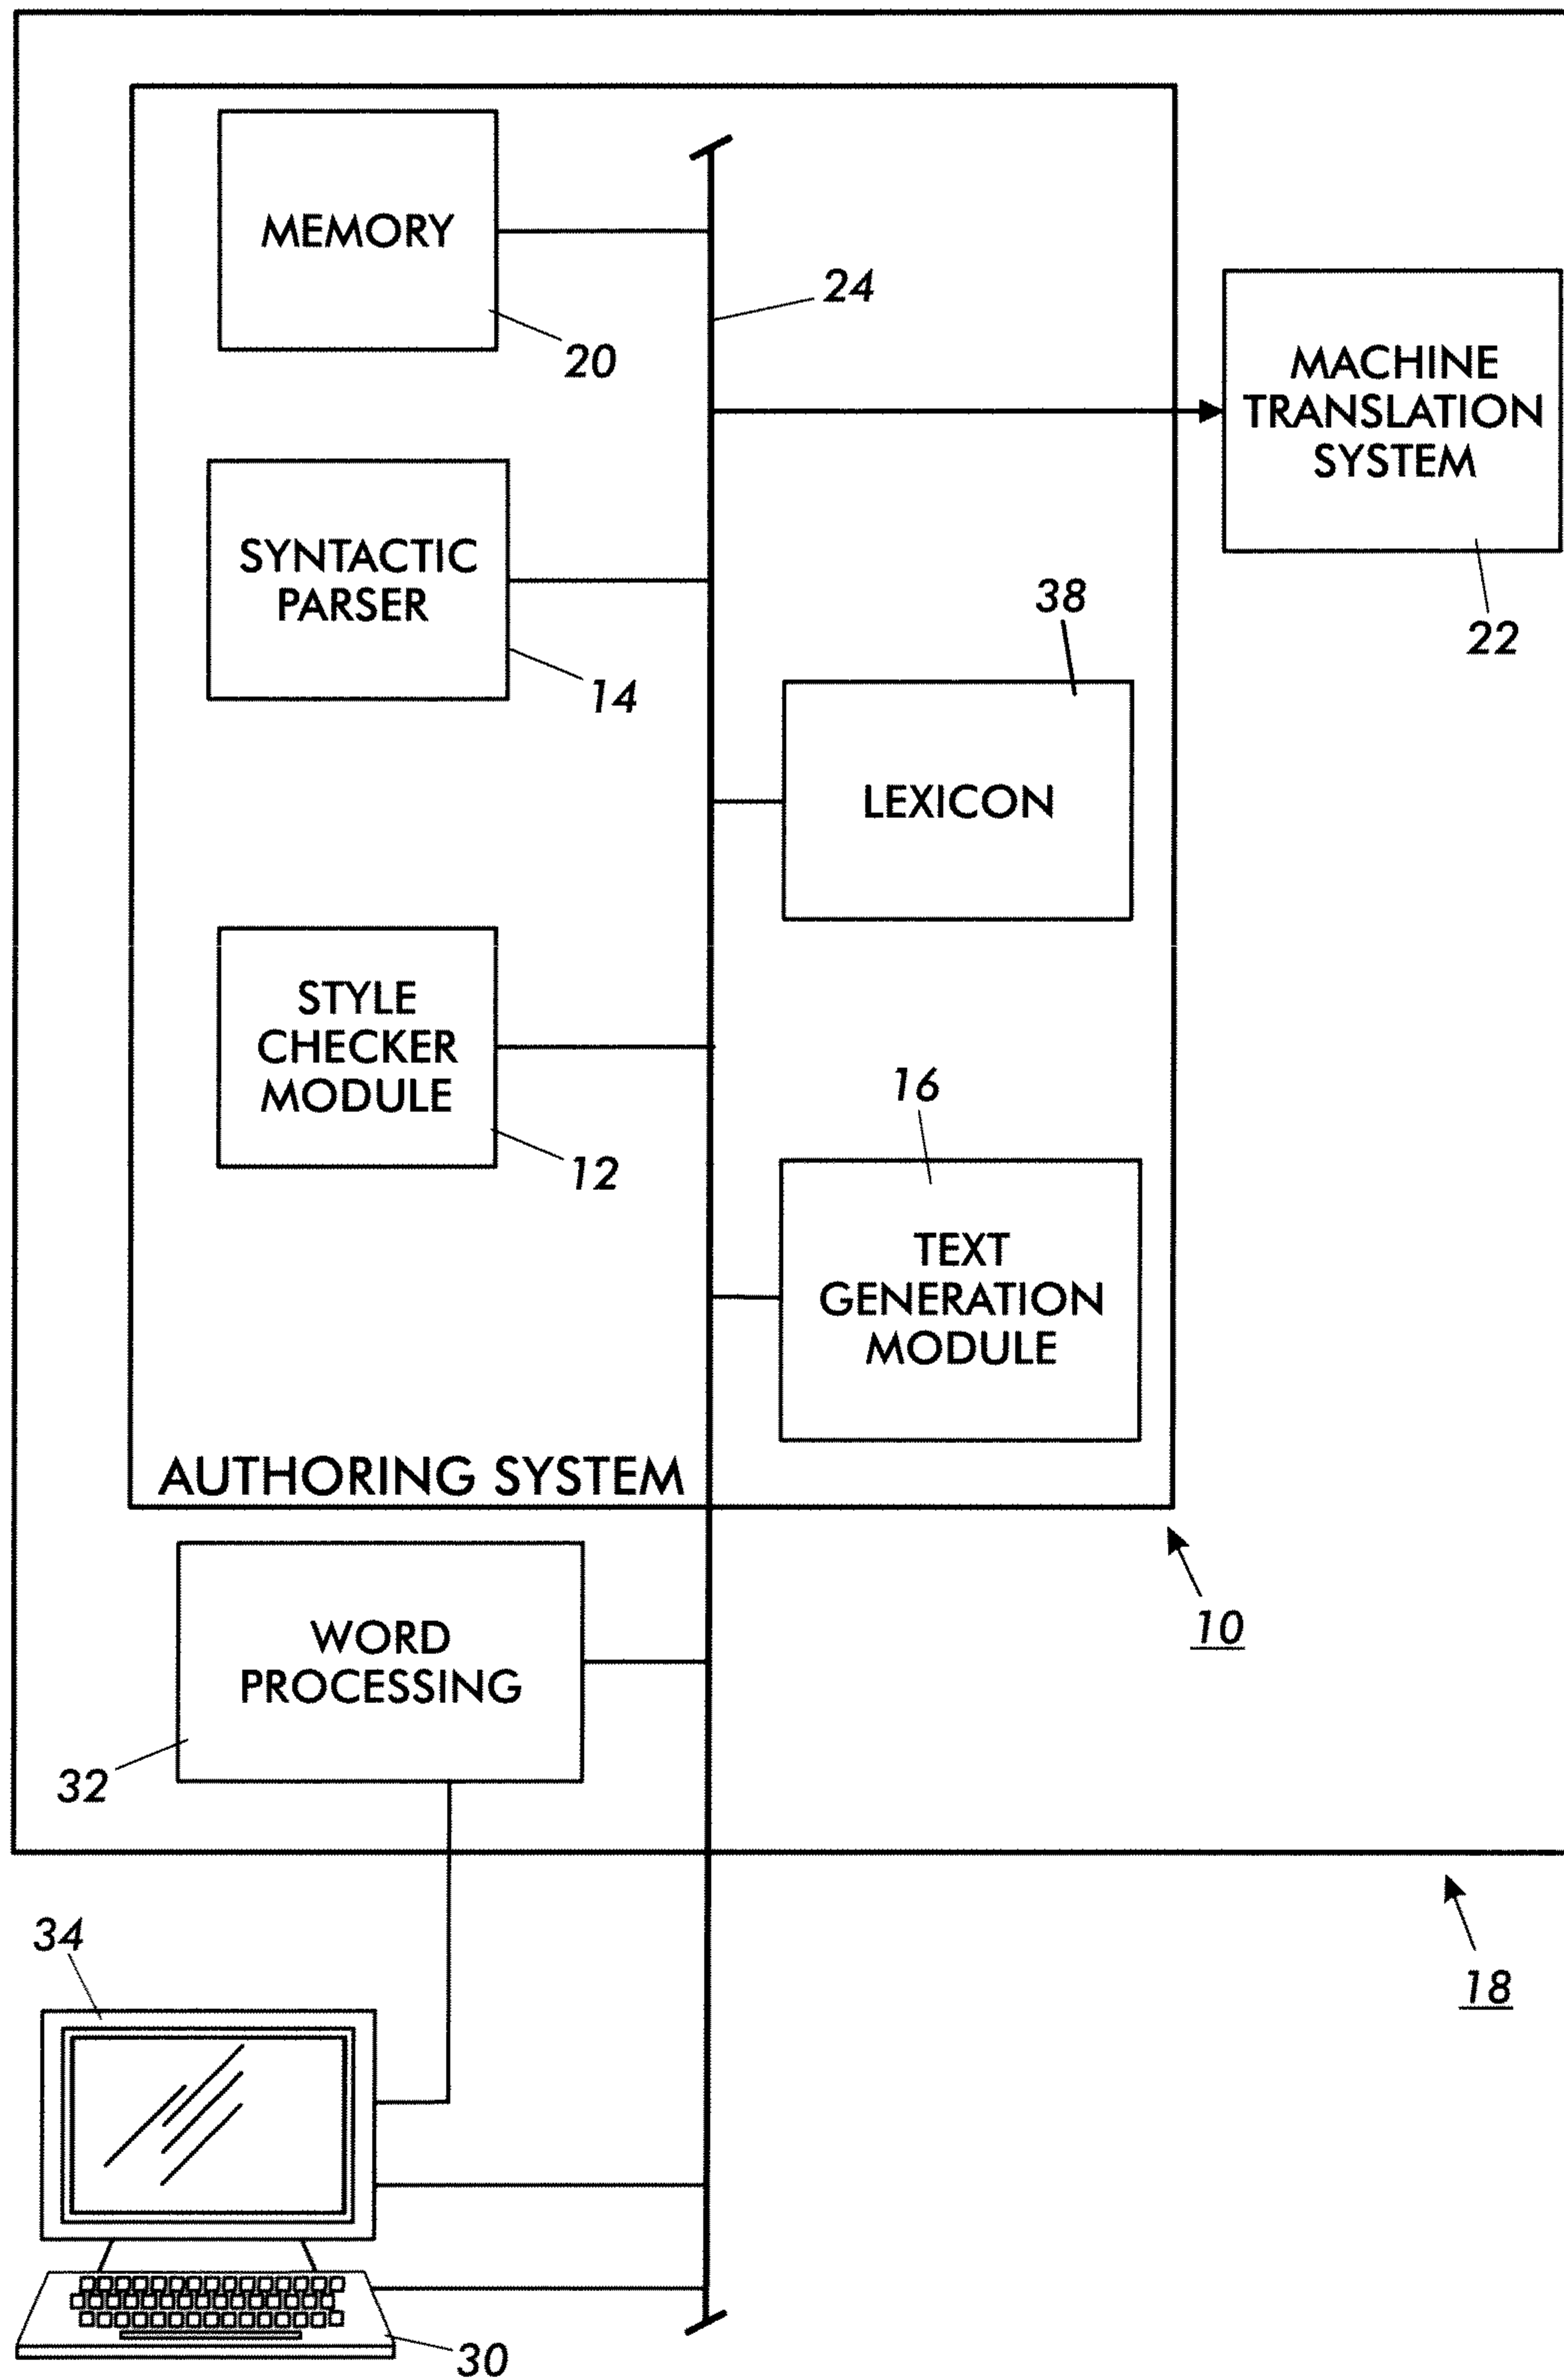 MEMORY
20
24
MACHINE
TRANSLATION
SYSTEM
22
SYNTACTIC
PARSER
14
38
LEXICON
STYLE
CHECKER
MODULE
12
16
TEXT
GENERATION
MODULE
AUTHORING SYSTEM
10
WORD
PROCESSING
32
18
34
30